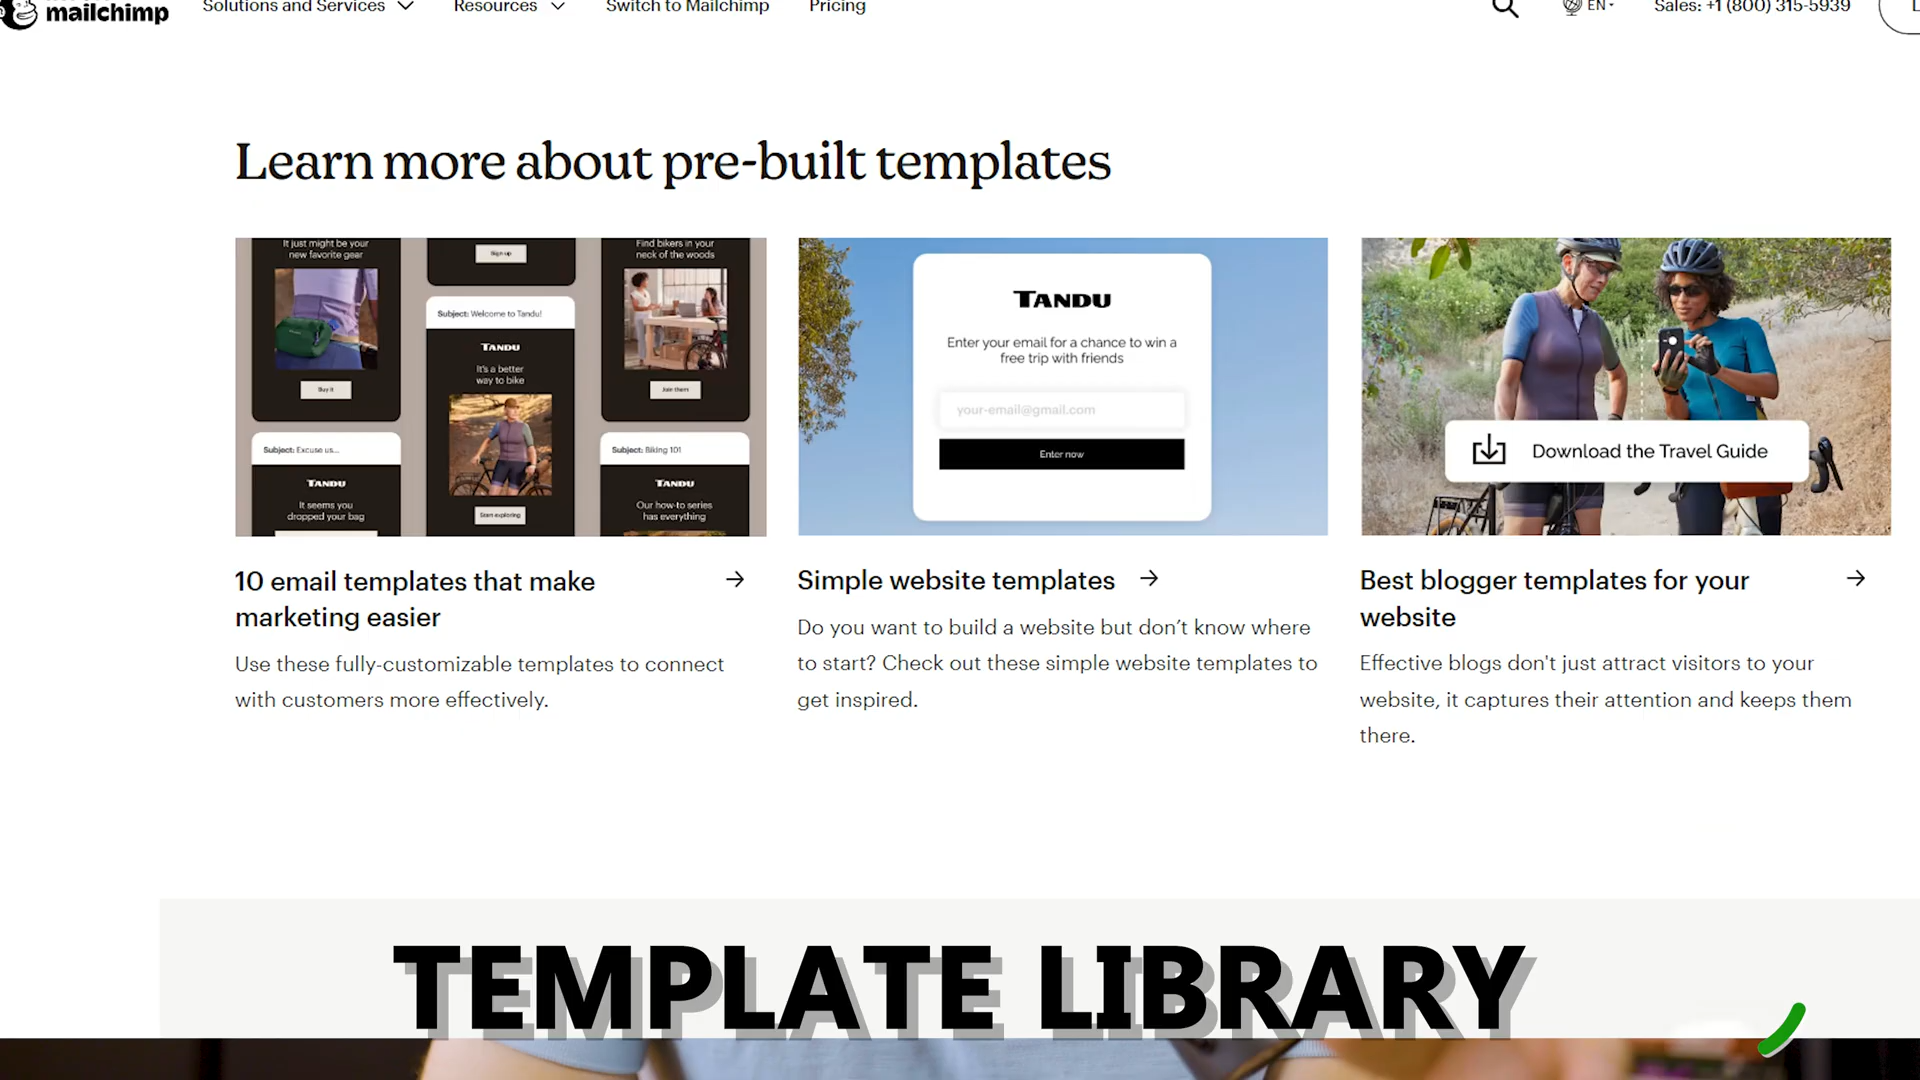 mailchimp
Solutions and Services
Resources
Switch to Mailchimp
Pricing
EN
Sales: +1 (800) 315-5939
Learn more about pre-built templates
It just might be your
new favorite gear
Buy it
Subject: Excuse us...
TANDU
It seems you
dropped your bag
Sign up
Subject: Welcome to Tandu!
TANDU
It's a better
way to bike
Start exploring
Find bikers in your
neck of the woods
Join them
Subject: Biking 101
TANDU
Our how-to series
has everything
TANDU
Enter your email for a chance to win a
free trip with friends
your-email@gmail.com
Enter now
Download the Travel Guide
10 email templates that make
marketing easier
Use these fully-customizable templates to connect
with customers more effectively.
Simple website templates
Do you want to build a website but don’t know where
to start? Check out these simple website templates to
get inspired.
Best blogger templates for your
website
Effective blogs don't just attract visitors to your
website, it captures their attention and keeps them
there.
TEMPLATE LIBRARY